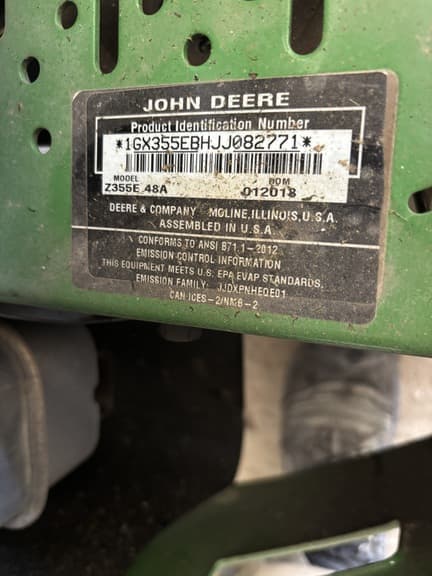 JOHN DEERE
Product Identification Number
*1GX355EBHJJ082771*
MODEL DOM
Z355E 48A 012018
DEERE & COMPANY MOLINE, ILLINOIS, U.S.A.
ASSEMBLED IN U.S.A.
CONFORMS TO ANSI B71.1-2012
EMISSION CONTROL INFORMATION
THIS EQUIPMENT MEETS U.S. EPA EVAP STANDARDS.
EMISSION FAMILY: JJDXPNHEQE01
CAN ICES-2/NMB-2